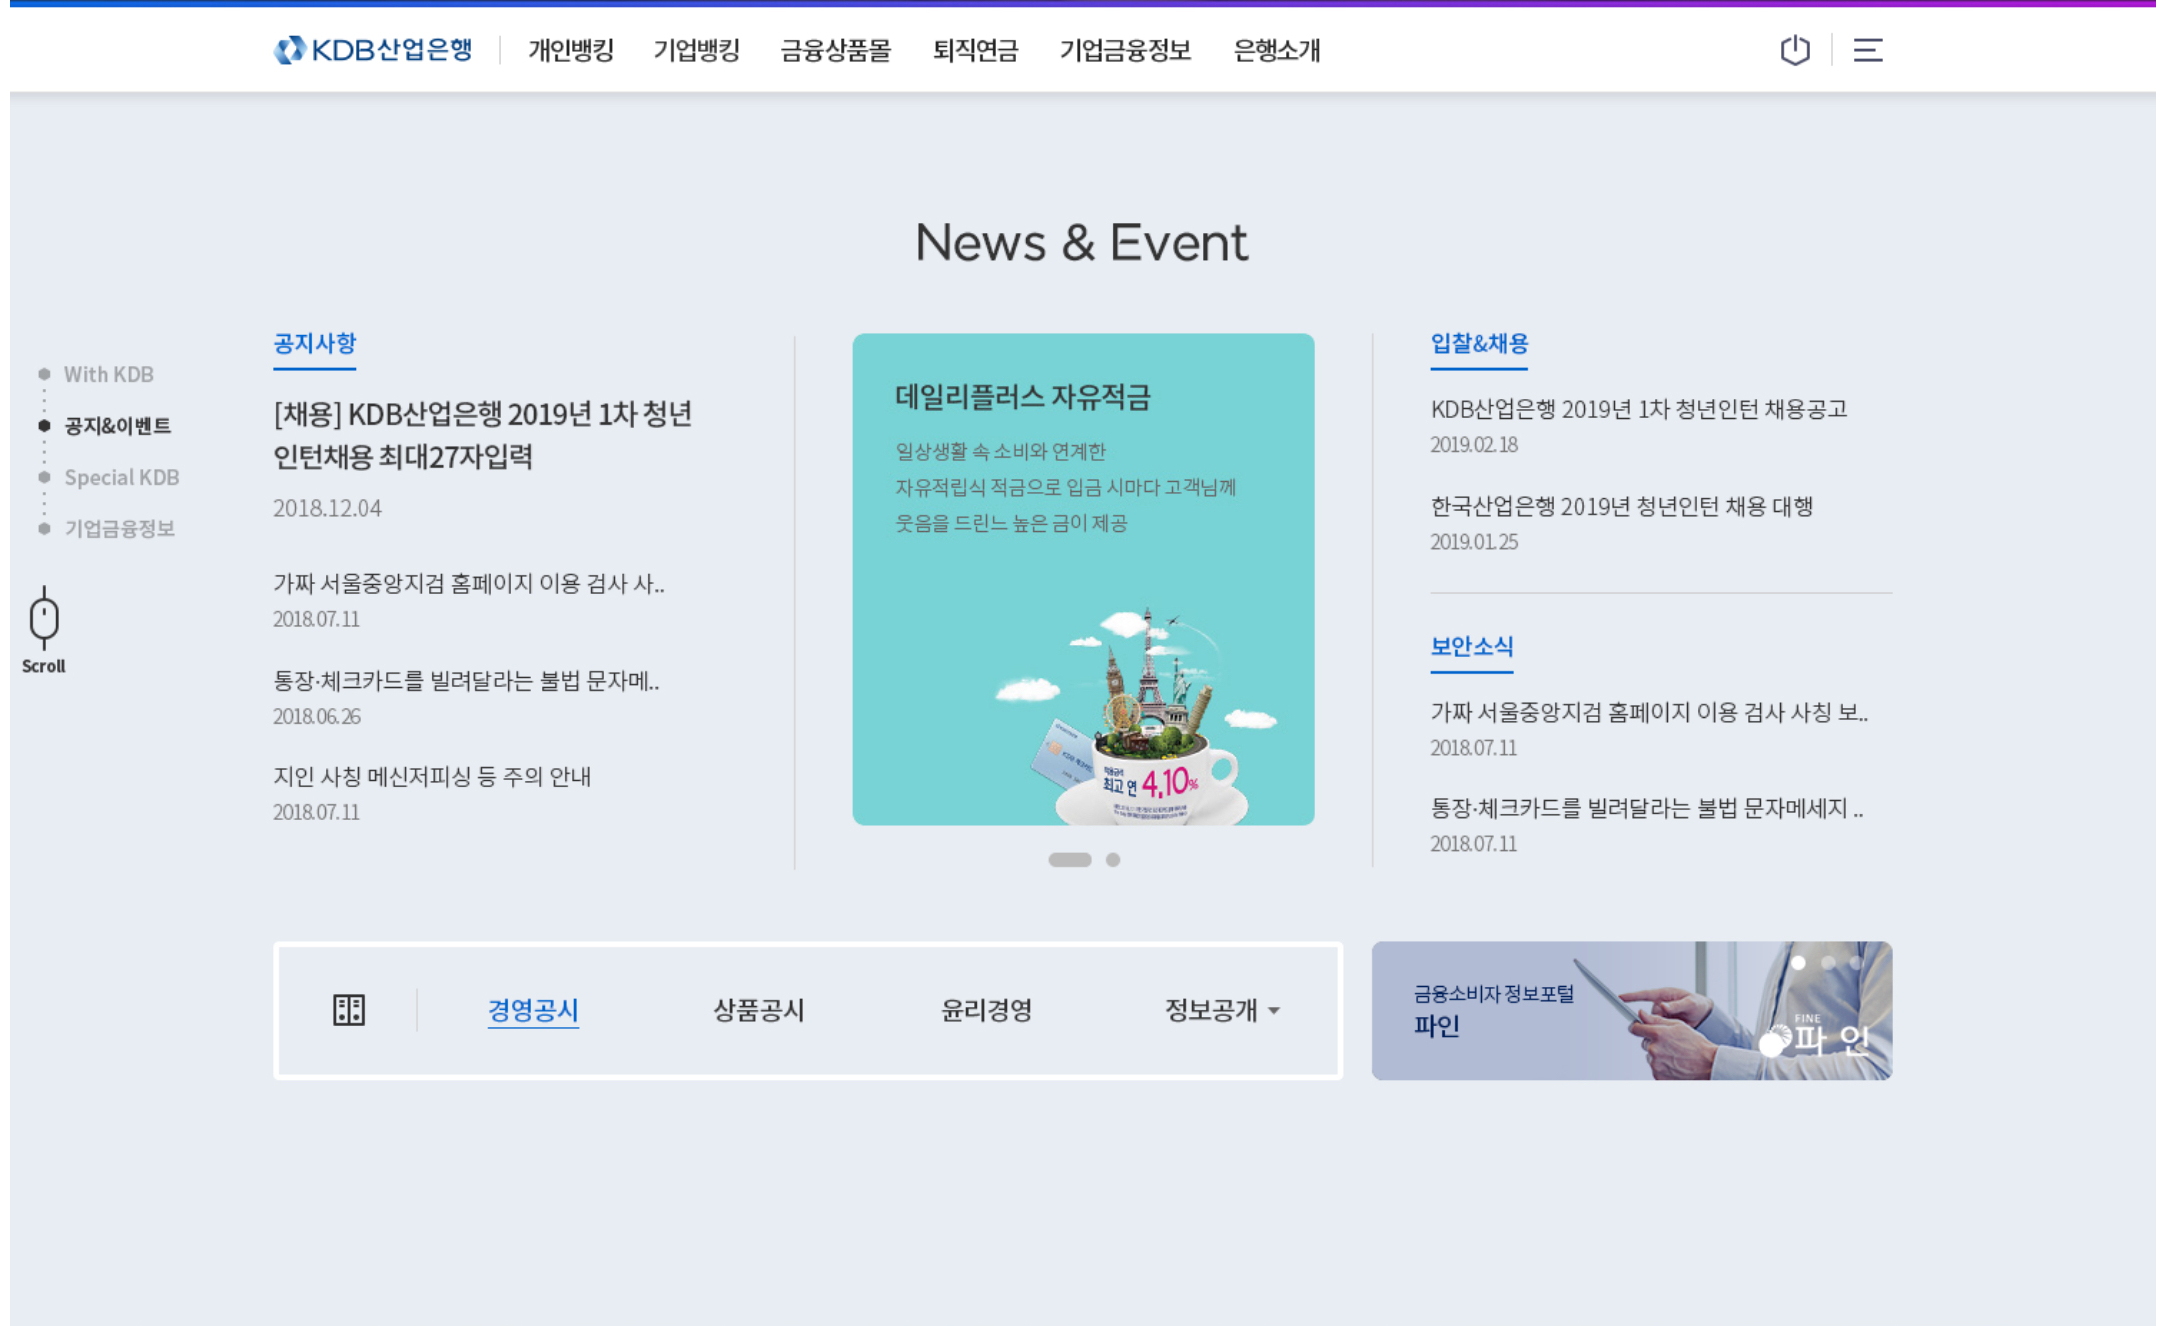 KDB산업은행
개인뱅킹
기업뱅킹
금융상품몰
퇴직연금
기업금융정보
은행소개
News & Event
With KDB
공지&이벤트
Special KDB
기업금융정보
Scroll
공지사항
[채용] KDB산업은행 2019년 1차 청년
인턴채용 최대27자입력
2018.12.04
가짜 서울중앙지검 홈페이지 이용 검사 사..
2018.07.11
통장·체크카드를 빌려달라는 불법 문자메..
2018.06.26
지인 사칭 메신저피싱 등 주의 안내
2018.07.11
데일리플러스 자유적금
일상생활 속 소비와 연계한
자유적립식 적금으로 입금 시마다 고객님께
웃음을 드린느 높은 금이 제공
최고 연 4.10%
입찰&채용
KDB산업은행 2019년 1차 청년인턴 채용공고
2019.02.18
한국산업은행 2019년 청년인턴 채용 대행
2019.01.25
보안소식
가짜 서울중앙지검 홈페이지 이용 검사 사칭 보..
2018.07.11
통장·체크카드를 빌려달라는 불법 문자메세지 ..
2018.07.11
경영공시
상품공시
윤리경영
정보공개
금융소비자 정보포털
파인
FINE
파인